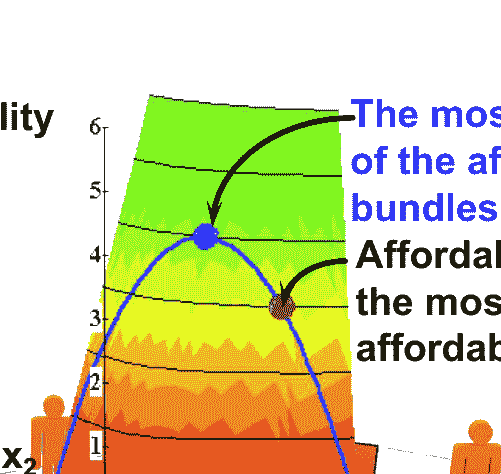 lity
6
5
4
3
2
1
x2
The mos
of the af
bundles
Affordal
the mos
affordab